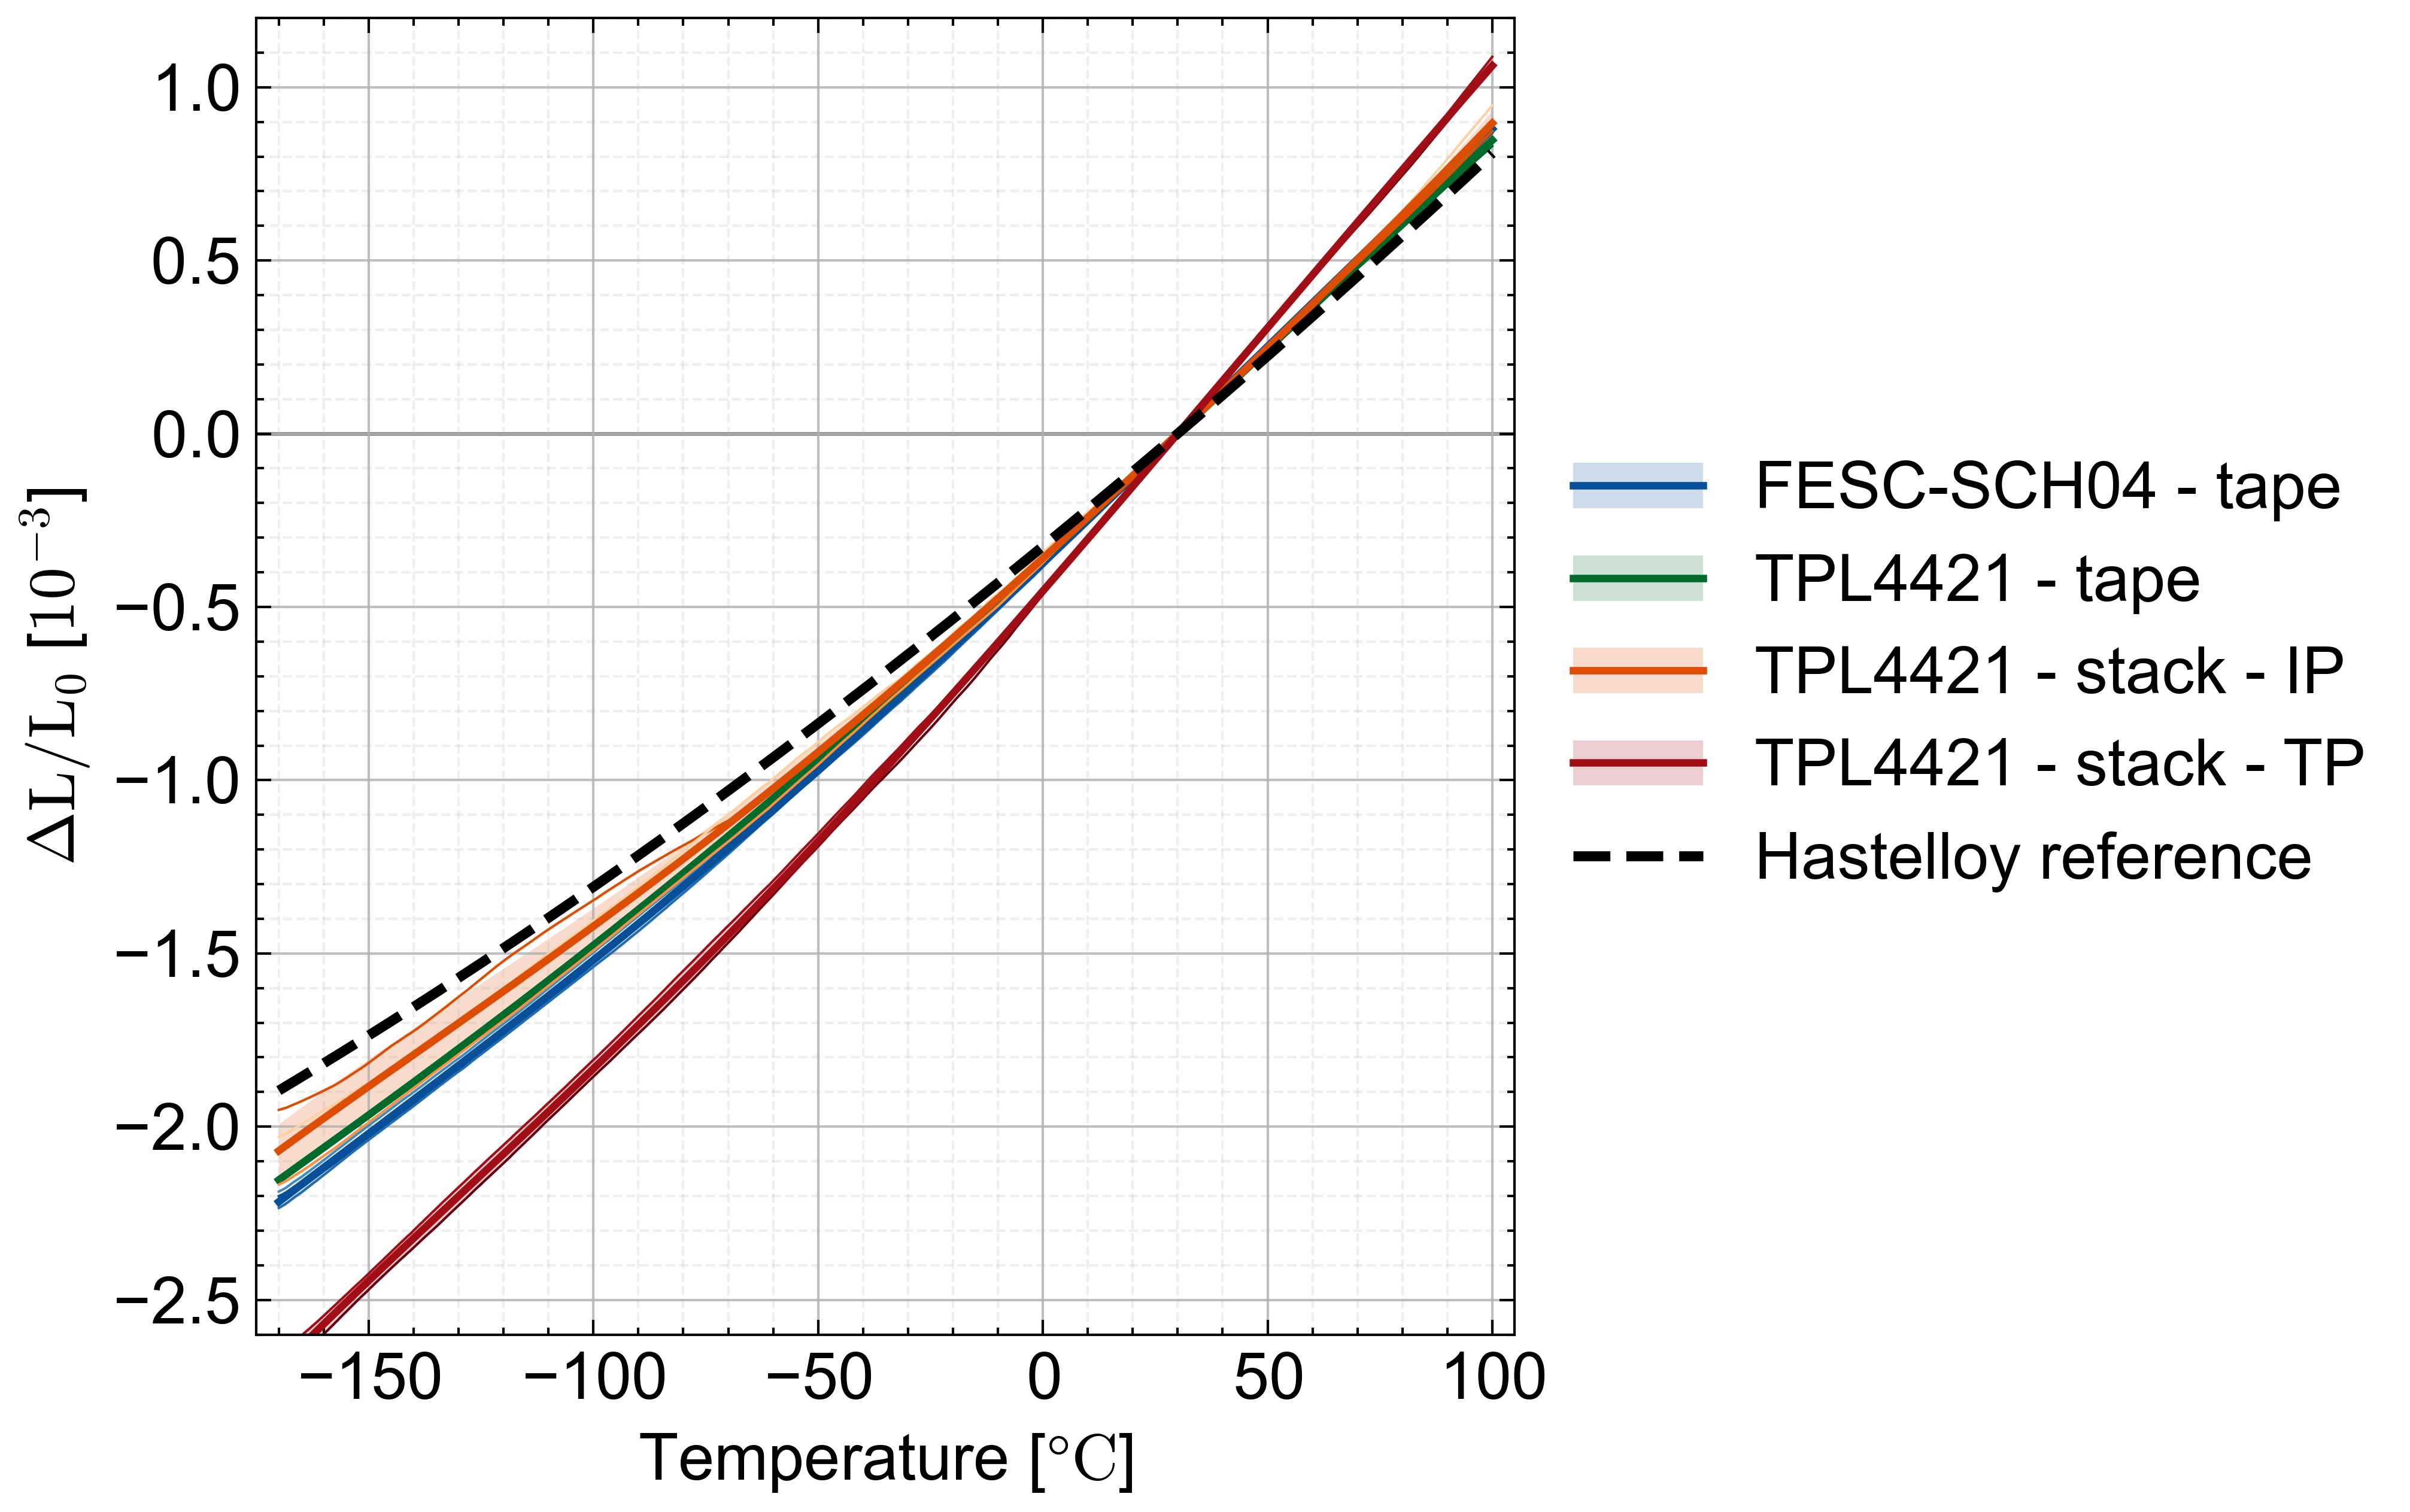 1.0
0.5
0.0
−0.5
−1.0
−1.5
−2.0
−2.5
ΔL/L₀ [10⁻³]
−150 −100 −50 0 50 100
Temperature [°C]
FESC-SCH04 - tape
TPL4421 - tape
TPL4421 - stack - IP
TPL4421 - stack - TP
Hastelloy reference